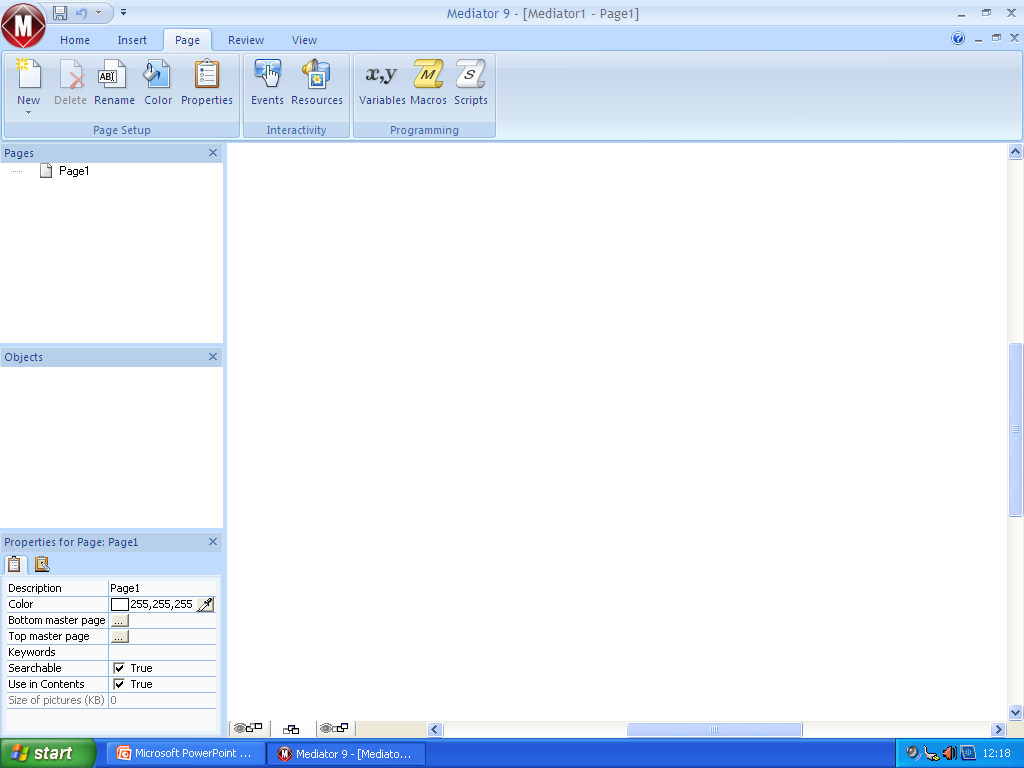 Mediator 9 - [Mediator1 - Page1]
Home Insert Page Review View
New Delete Rename Color Properties Events Resources Variables Macros Scripts
Page Setup Interactivity Programming
Pages
Page1
Objects
Properties for Page: Page1
Description Page1
Color 255,255,255
Bottom master page ...
Top master page ...
Keywords
Searchable True
Use in Contents True
Size of pictures (KB) 0
start Microsoft PowerPoint ... Mediator 9 - [Mediato... 12:18